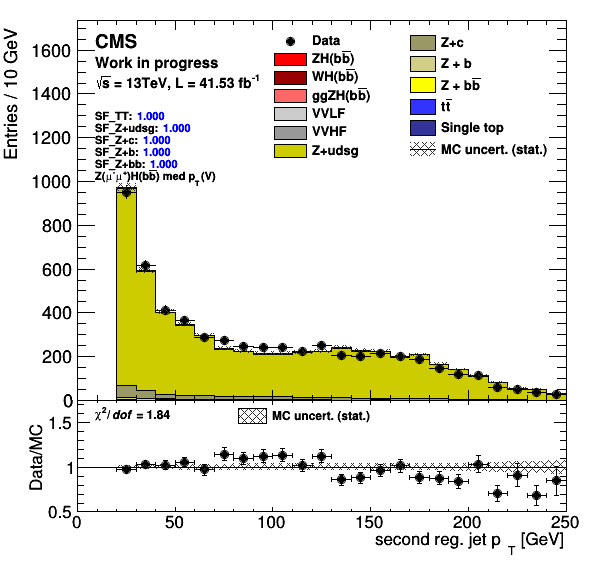 CMS
Work in progress
√s = 13TeV, L = 41.53 fb⁻¹
SF_TT: 1.000
SF_Z+udsg: 1.000
SF_Z+c: 1.000
SF_Z+b: 1.000
SF_Z+bb: 1.000
Z(μ⁻μ⁺)H(bb̅) med p_T(V)
Data
ZH(bb̅)
WH(bb̅)
ggZH(bb̅)
VVLF
VVHF
Z+udsg
Z+c
Z + b
Z + bb̅
tt̅
Single top
MC uncert. (stat.)
Entries / 10 GeV
1600
1400
1200
1000
800
600
400
200
0
χ²/dof = 1.84
MC uncert. (stat.)
Data/MC
1.5
1
0.5
0 50 100 150 200 250
second reg. jet p_T [GeV]